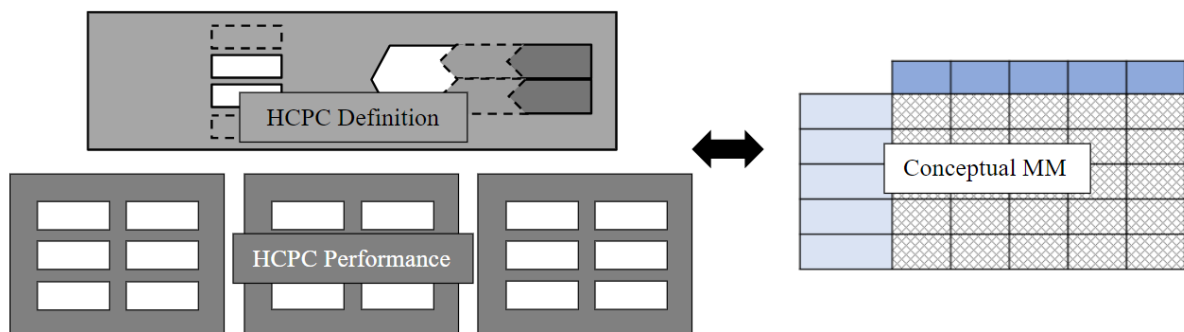 HCPC Definition
HCPC Performance
Conceptual MM